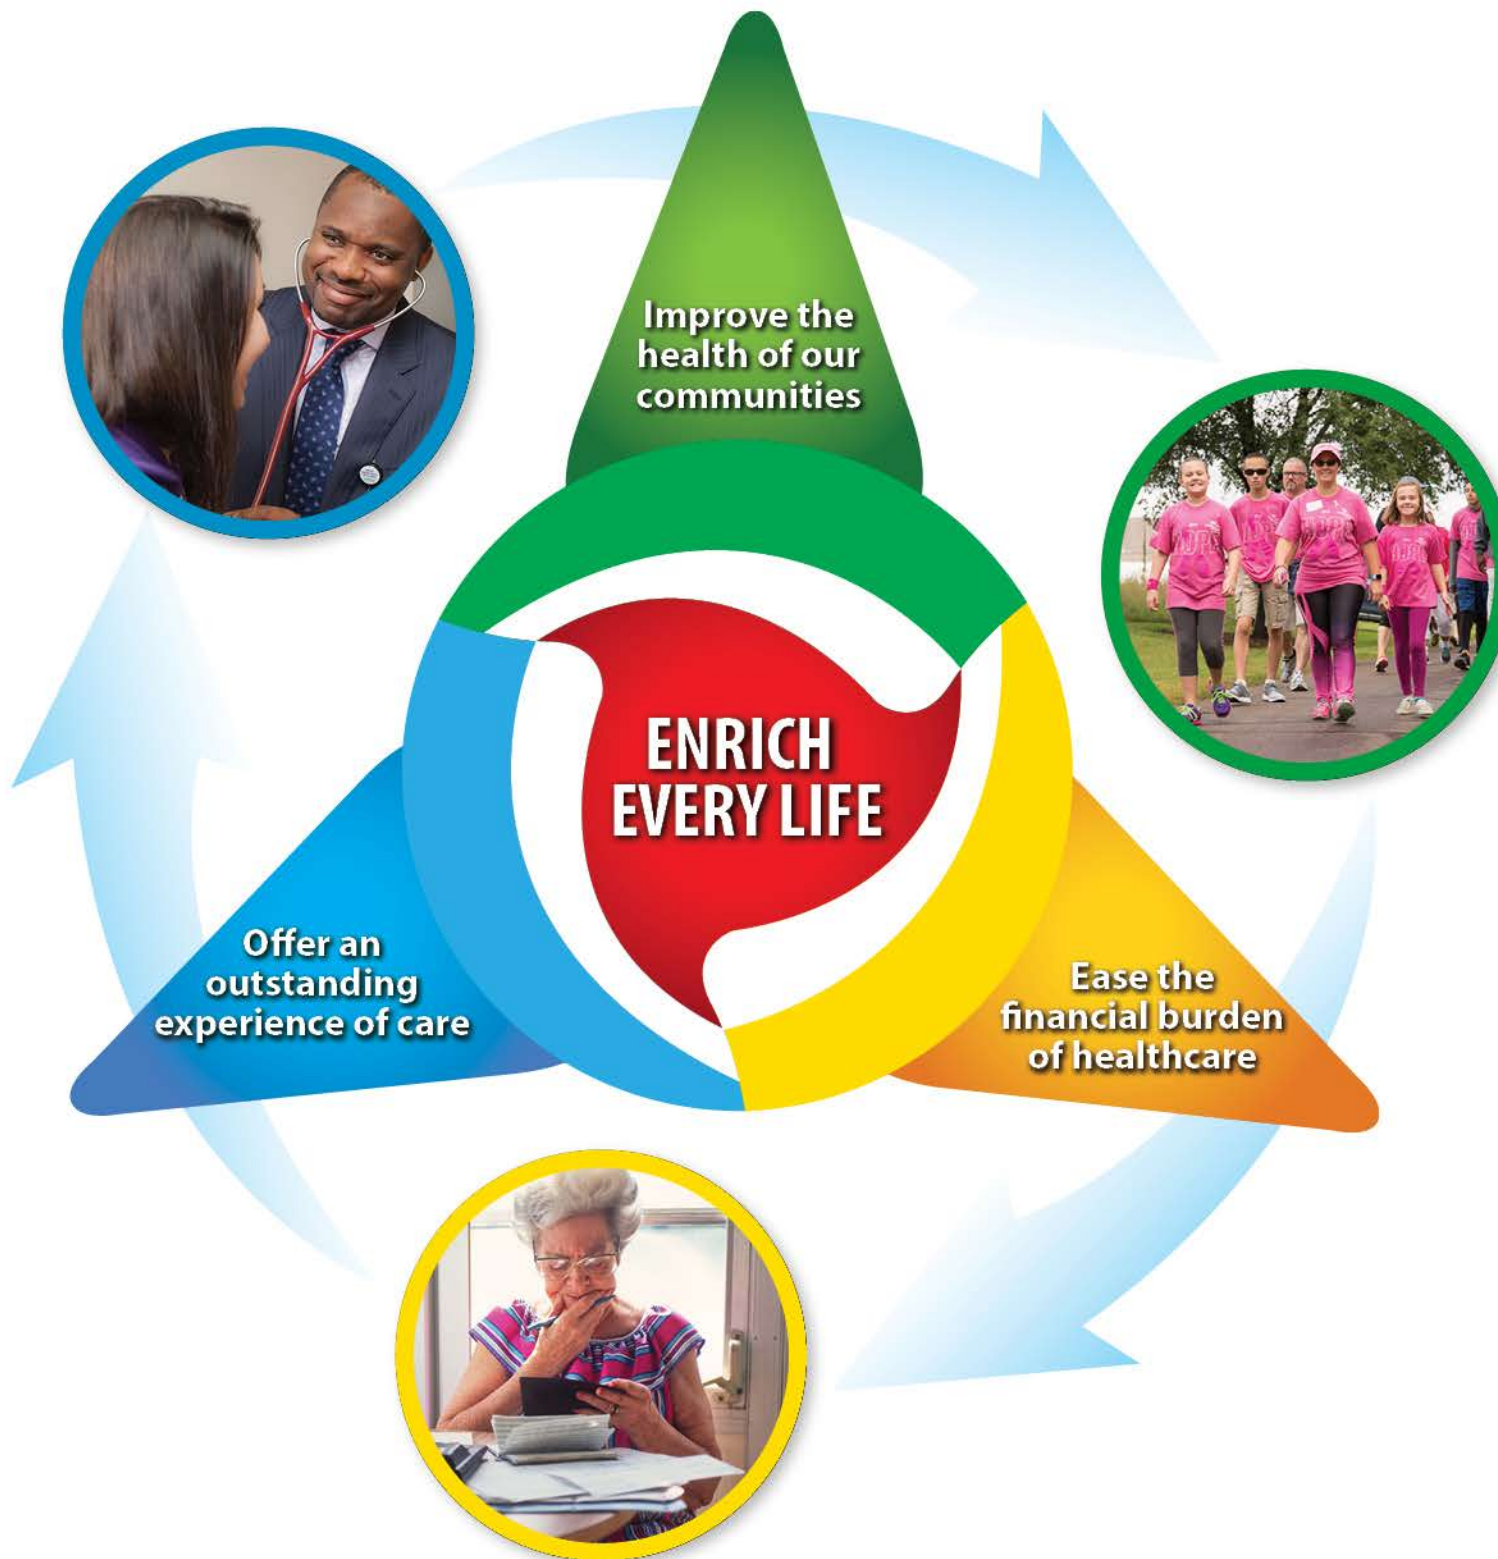 Improve the
health of our
communities
ENRICH
EVERY LIFE
Offer an
outstanding
experience of care
Ease the
financial burden
of healthcare